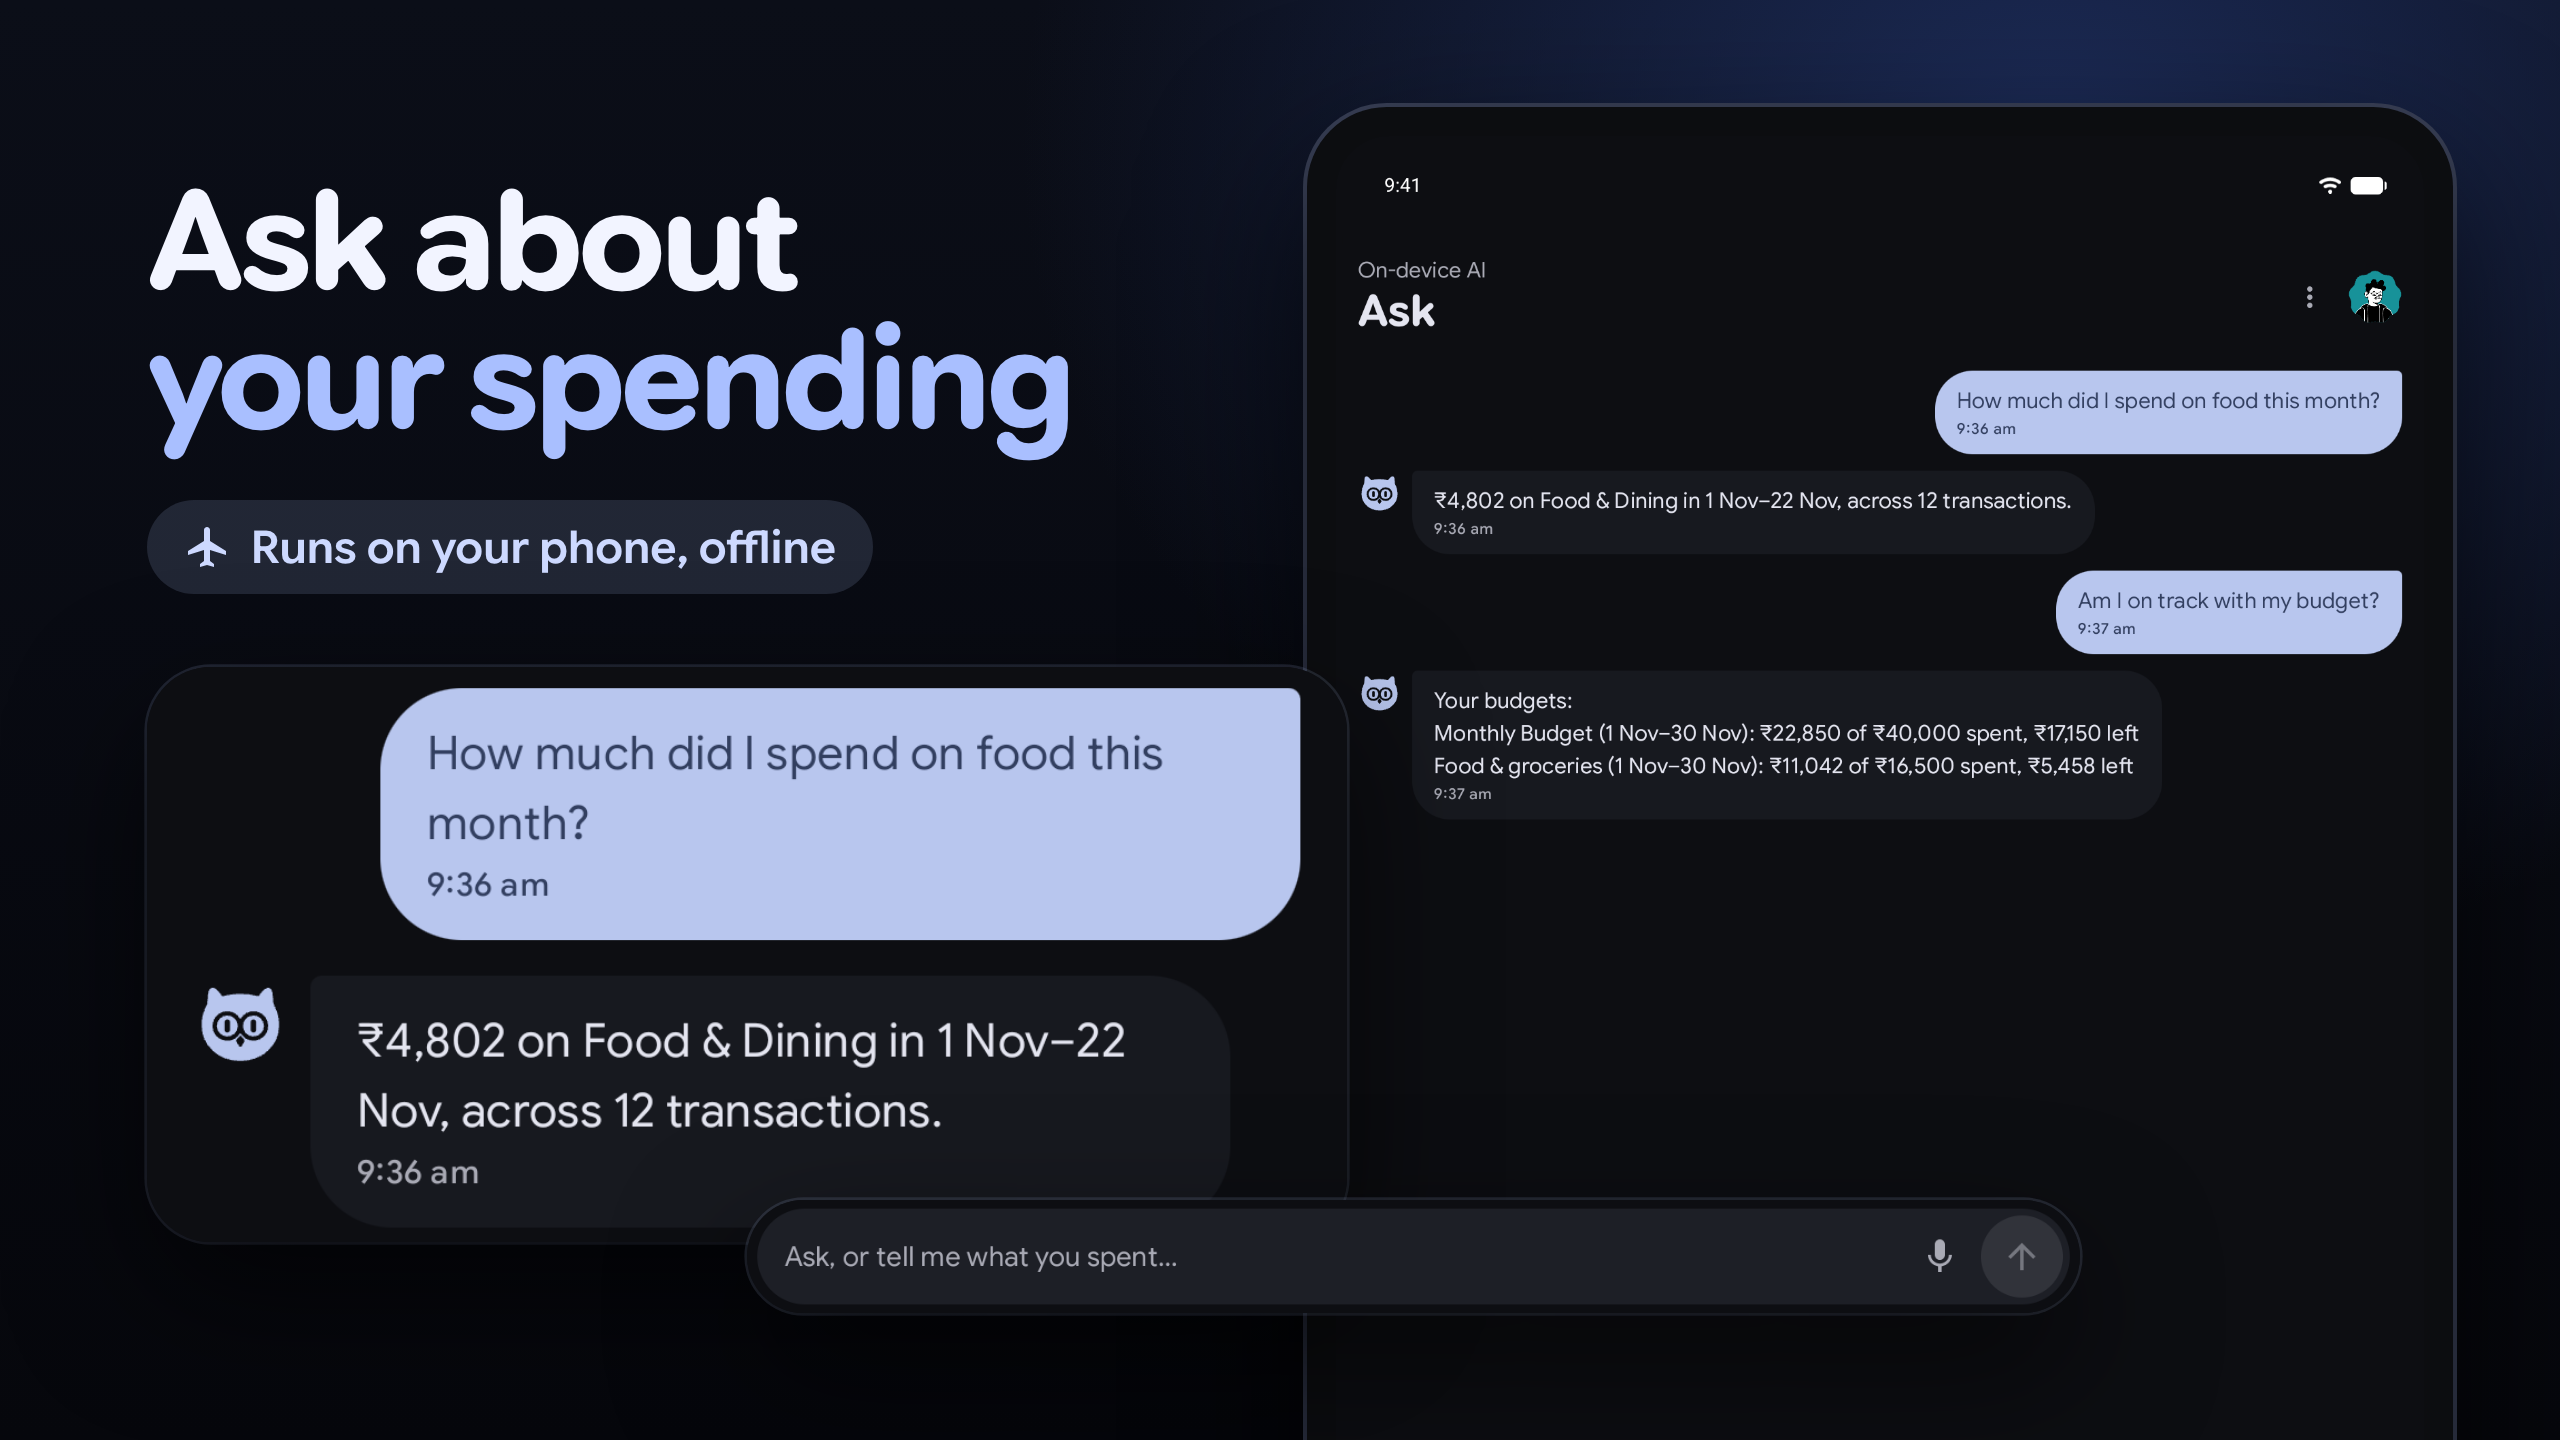 Ask about
your spending
Runs on your phone, offline
How much did I spend on food this
month?
9:36 am
₹4,802 on Food & Dining in 1 Nov–22
Nov, across 12 transactions.
9:36 am
Ask, or tell me what you spent...
9:41
On-device AI
Ask
How much did I spend on food this month?
9:36 am
₹4,802 on Food & Dining in 1 Nov–22 Nov, across 12 transactions.
9:36 am
Am I on track with my budget?
9:37 am
Your budgets:
Monthly Budget (1 Nov–30 Nov): ₹22,850 of ₹40,000 spent, ₹17,150 left
Food & groceries (1 Nov–30 Nov): ₹11,042 of ₹16,500 spent, ₹5,458 left
9:37 am